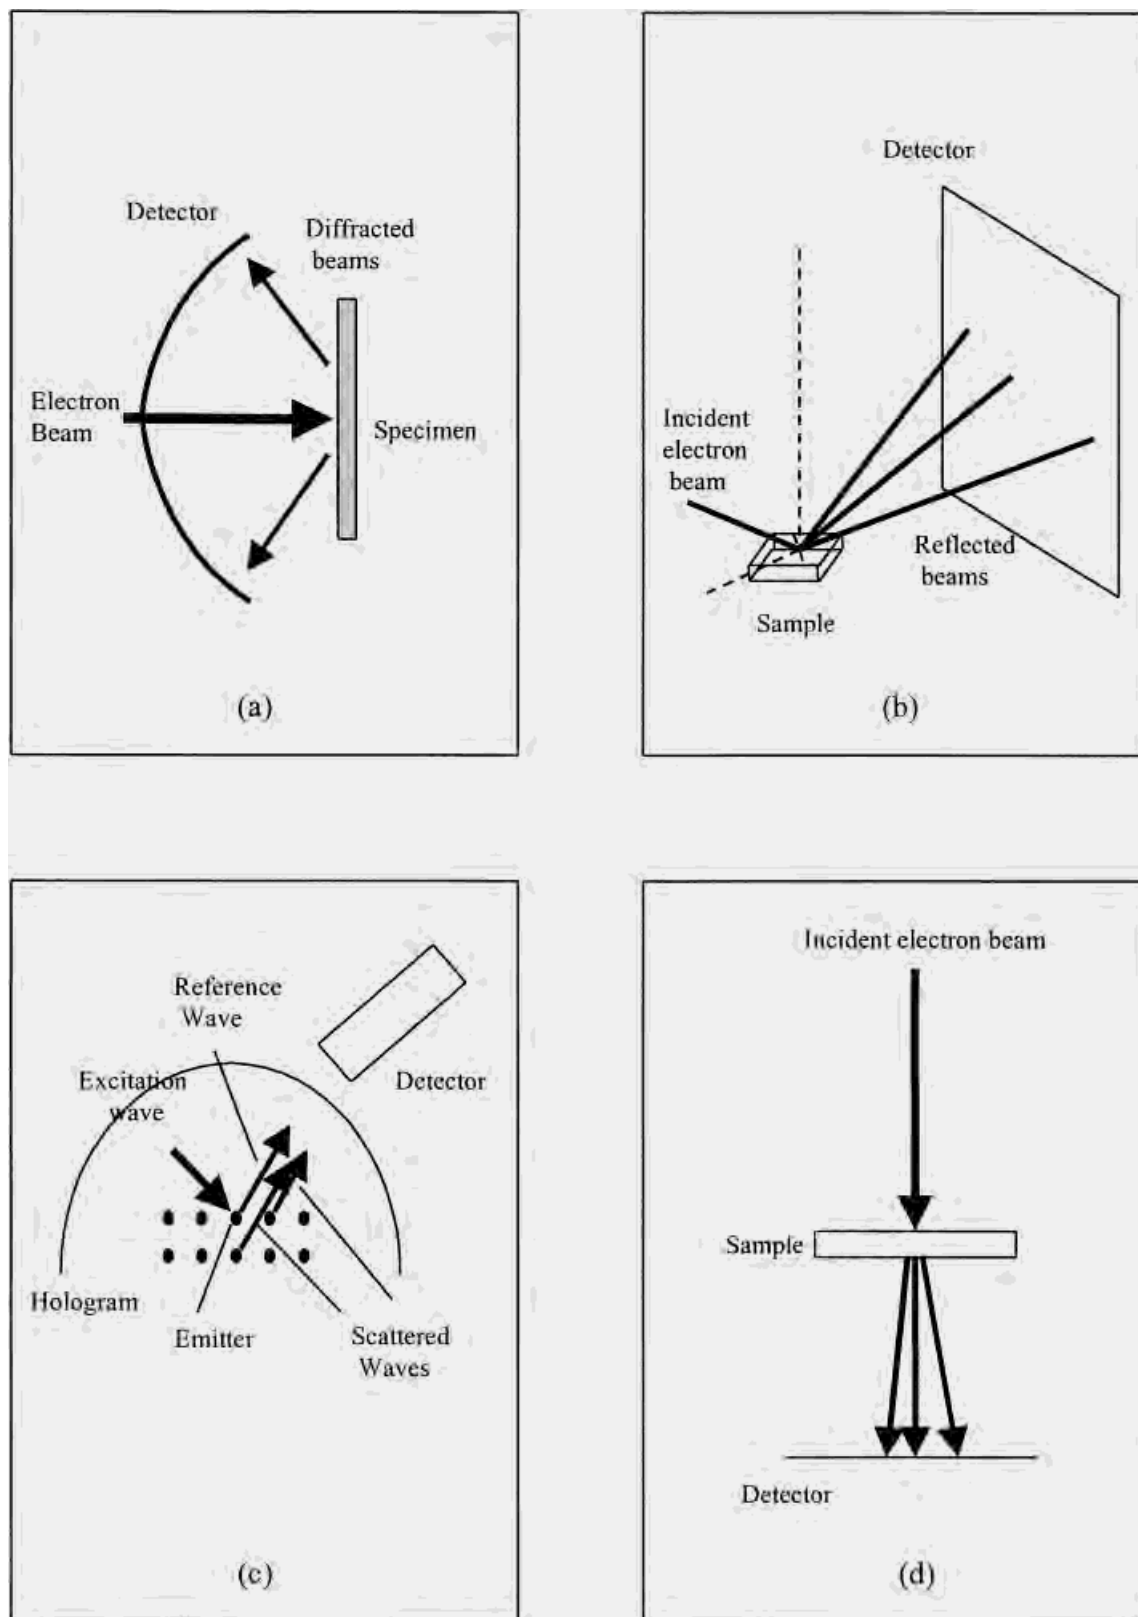 Detector
Diffracted
beams
Electron
Beam
Specimen
(a)
Detector
Incident
electron
beam
Reflected
beams
Sample
(b)
Reference
Wave
Excitation
wave
Detector
Hologram
Emitter
Scattered
Waves
(c)
Incident electron beam
Sample
Detector
(d)